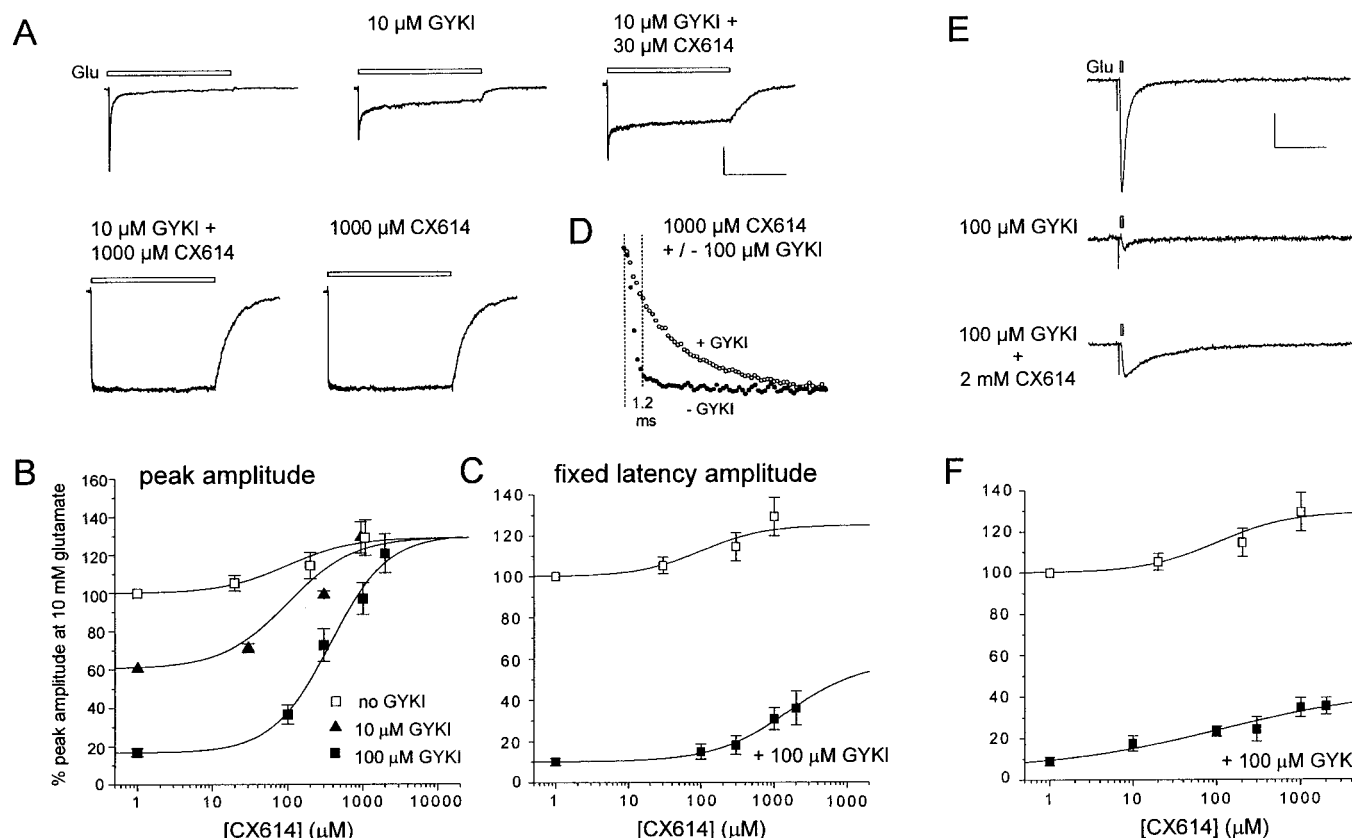 A
Glu
10 µM GYKI
10 µM GYKI +
30 µM CX614
10 µM GYKI +
1000 µM CX614
1000 µM CX614
D
1000 µM CX614
+ / - 100 µM GYKI
+ GYKI
- GYKI
1.2
ms
E
Glu
100 µM GYKI
100 µM GYKI
+
2 mM CX614
B
peak amplitude
% peak amplitude at 10 mM glutamate
160
140
120
100
80
60
40
20
0
no GYKI
10 µM GYKI
100 µM GYKI
1
10
100
1000
10000
[CX614] (µM)
C
fixed latency amplitude
140
120
100
80
60
40
20
0
+ 100 µM GYKI
1
10
100
1000
1000
[CX614] (µM)
F
140
120
100
80
60
40
20
0
+ 100 µM GYK
1
10
100
1000
[CX614] (µM)